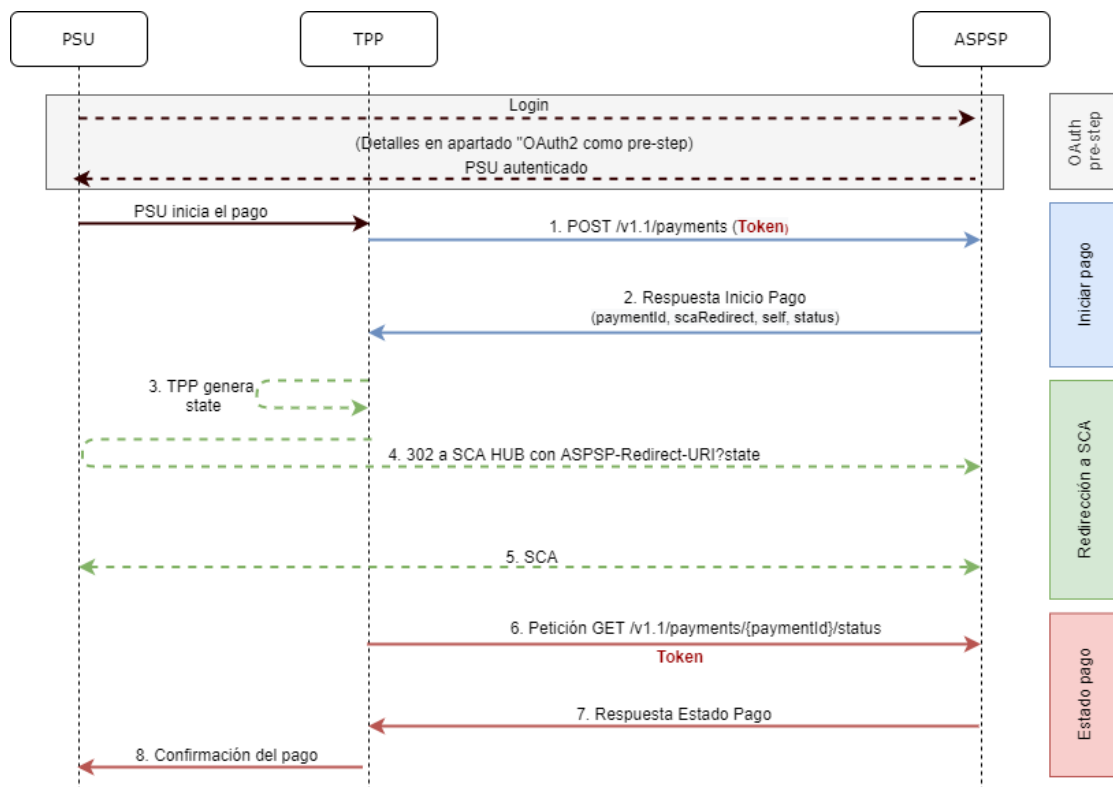 PSU
TPP
ASPSP
Login
(Detalles en apartado "OAuth2 como pre-step)
PSU autenticado
OAuth
pre-step
PSU inicia el pago
1. POST /v1.1/payments (Token)
2. Respuesta Inicio Pago
(paymentId, scaRedirect, self, status)
Iniciar pago
3. TPP genera
state
4. 302 a SCA HUB con ASPSP-Redirect-URI?state
5. SCA
Redirección a SCA
6. Petición GET /v1.1/payments/{paymentId}/status
Token
7. Respuesta Estado Pago
8. Confirmación del pago
Estado pago